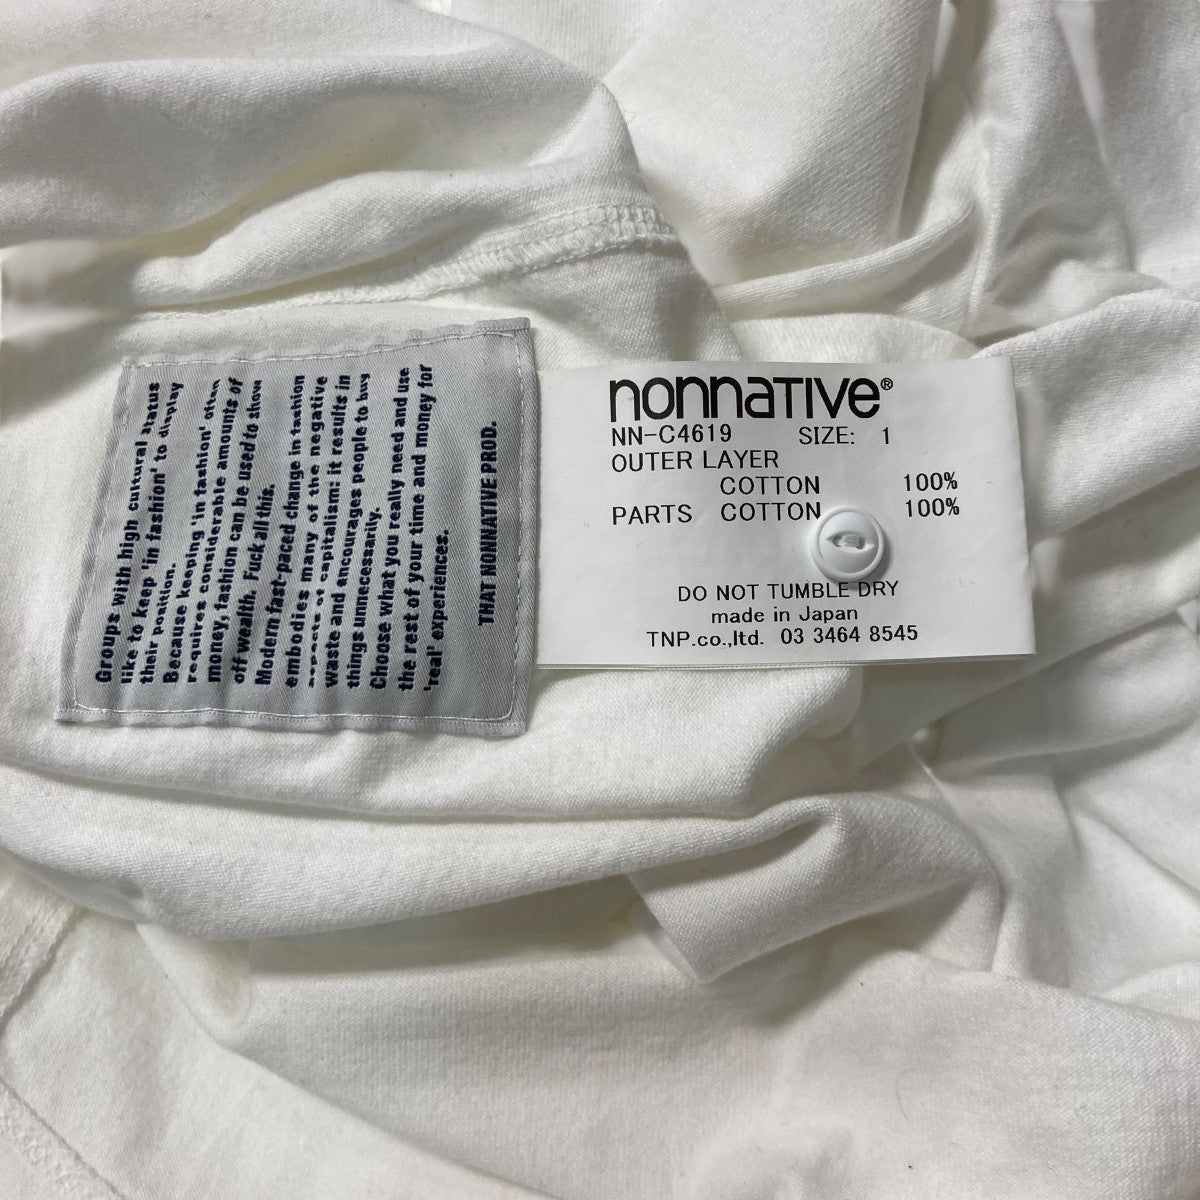 Groups with high cultural status
like to keep 'in fashion' to display
their position.
Because keeping 'in fashion' often
requires considerable amounts of
money, fashion can be used to show
off wealth. Fuck all this.
Modern fast-paced change in fashion
embodies many of the negative
aspects of capitalism: it results in
waste and encourages people to buy
things unnecessarily.
Choose what you really need and use
the rest of your time and money for
'real' experiences.
THAT NONNATIVE PROD.
nonnative®
NN-C4619 SIZE: 1
OUTER LAYER
COTTON 100%
PARTS COTTON 100%
DO NOT TUMBLE DRY
made in Japan
TNP.co.,ltd. 03 3464 8545